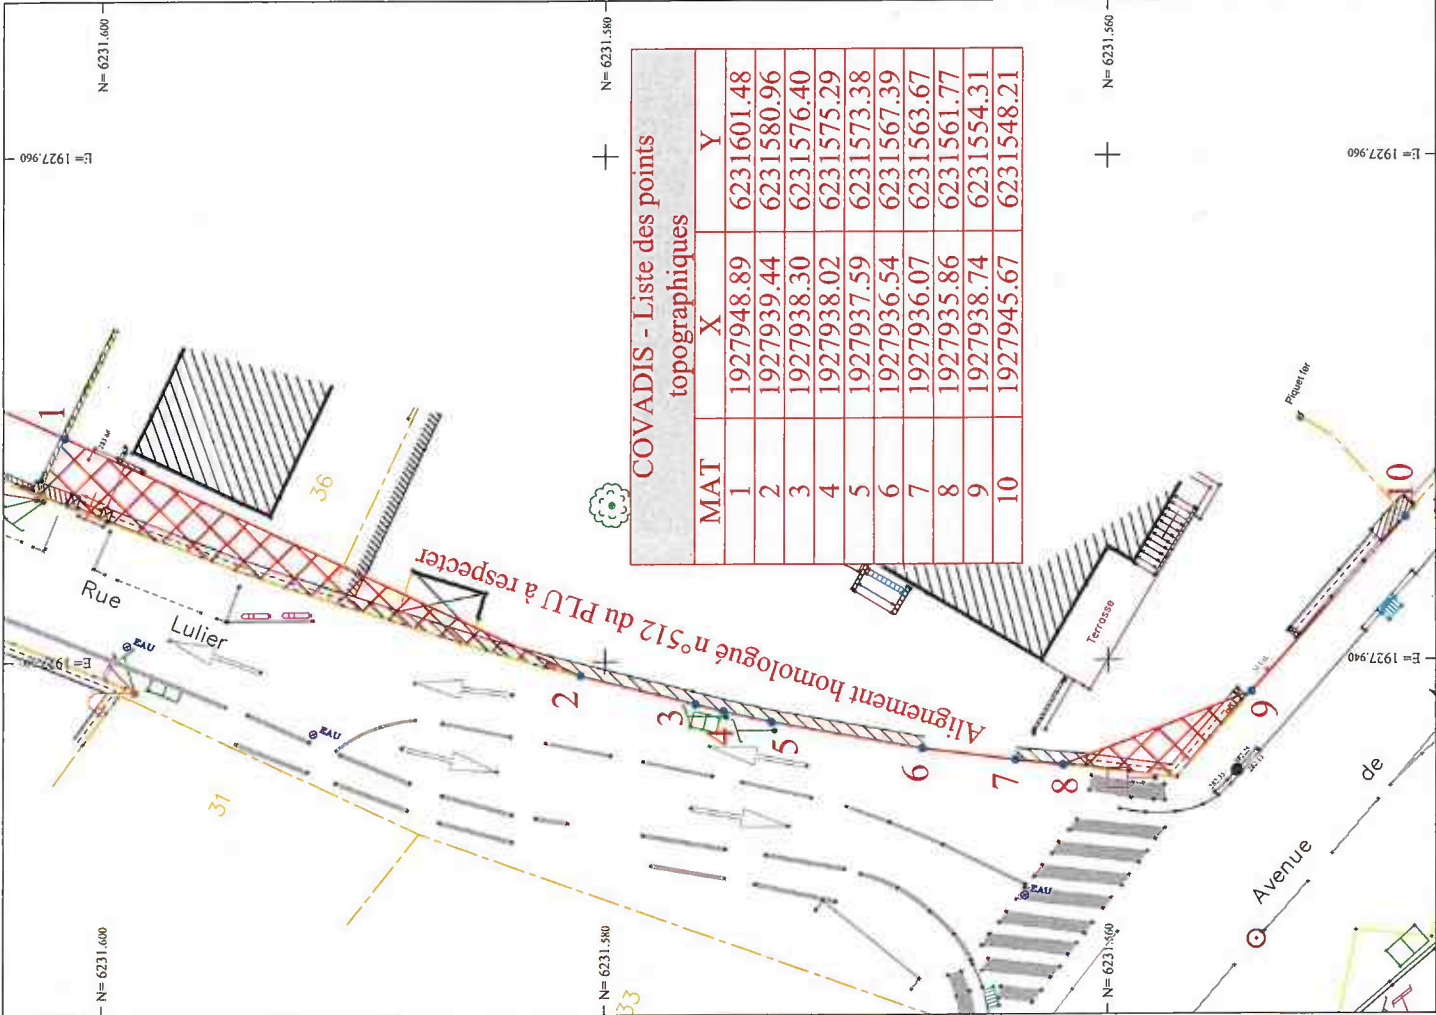 N= 6231.600
N= 6231.580
N= 6231.560
E= 1927.960
E= 1927.960
COVADIS - Liste des points
topographiques
MAT X Y
1 1927948.89 6231601.48
2 1927939.44 6231580.96
3 1927938.30 6231576.40
4 1927938.02 6231575.29
5 1927937.59 6231573.38
6 1927936.54 6231567.39
7 1927936.07 6231563.67
8 1927935.86 6231561.77
9 1927938.74 6231554.31
10 1927945.67 6231548.21
1
36
Piquet fer
10
Rue
Lulier
Alignement homologué n°512 du PLU à respecter
Terrasse
EAU
E= 1927.940
2
3
4
5
6
7
8
9
EAU
31
de
Avenue
EAU
N= 6231.600
N= 6231.580
N= 6231.560
33